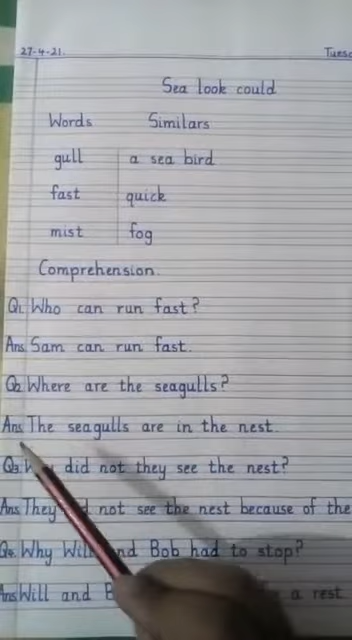 27-4-21. Tues
Sea look could
Words Similars
gull a sea bird
fast quick
mist fog
Comprehension.
Q1. Who can run fast?
Ans. Sam can run fast.
Q2. Where are the seagulls?
Ans. The seagulls are in the nest.
Q3. did not they see the nest?
Ans. They not see the nest because of the
Q4. Why Will and Bob had to stop?
Ans. Will and a rest